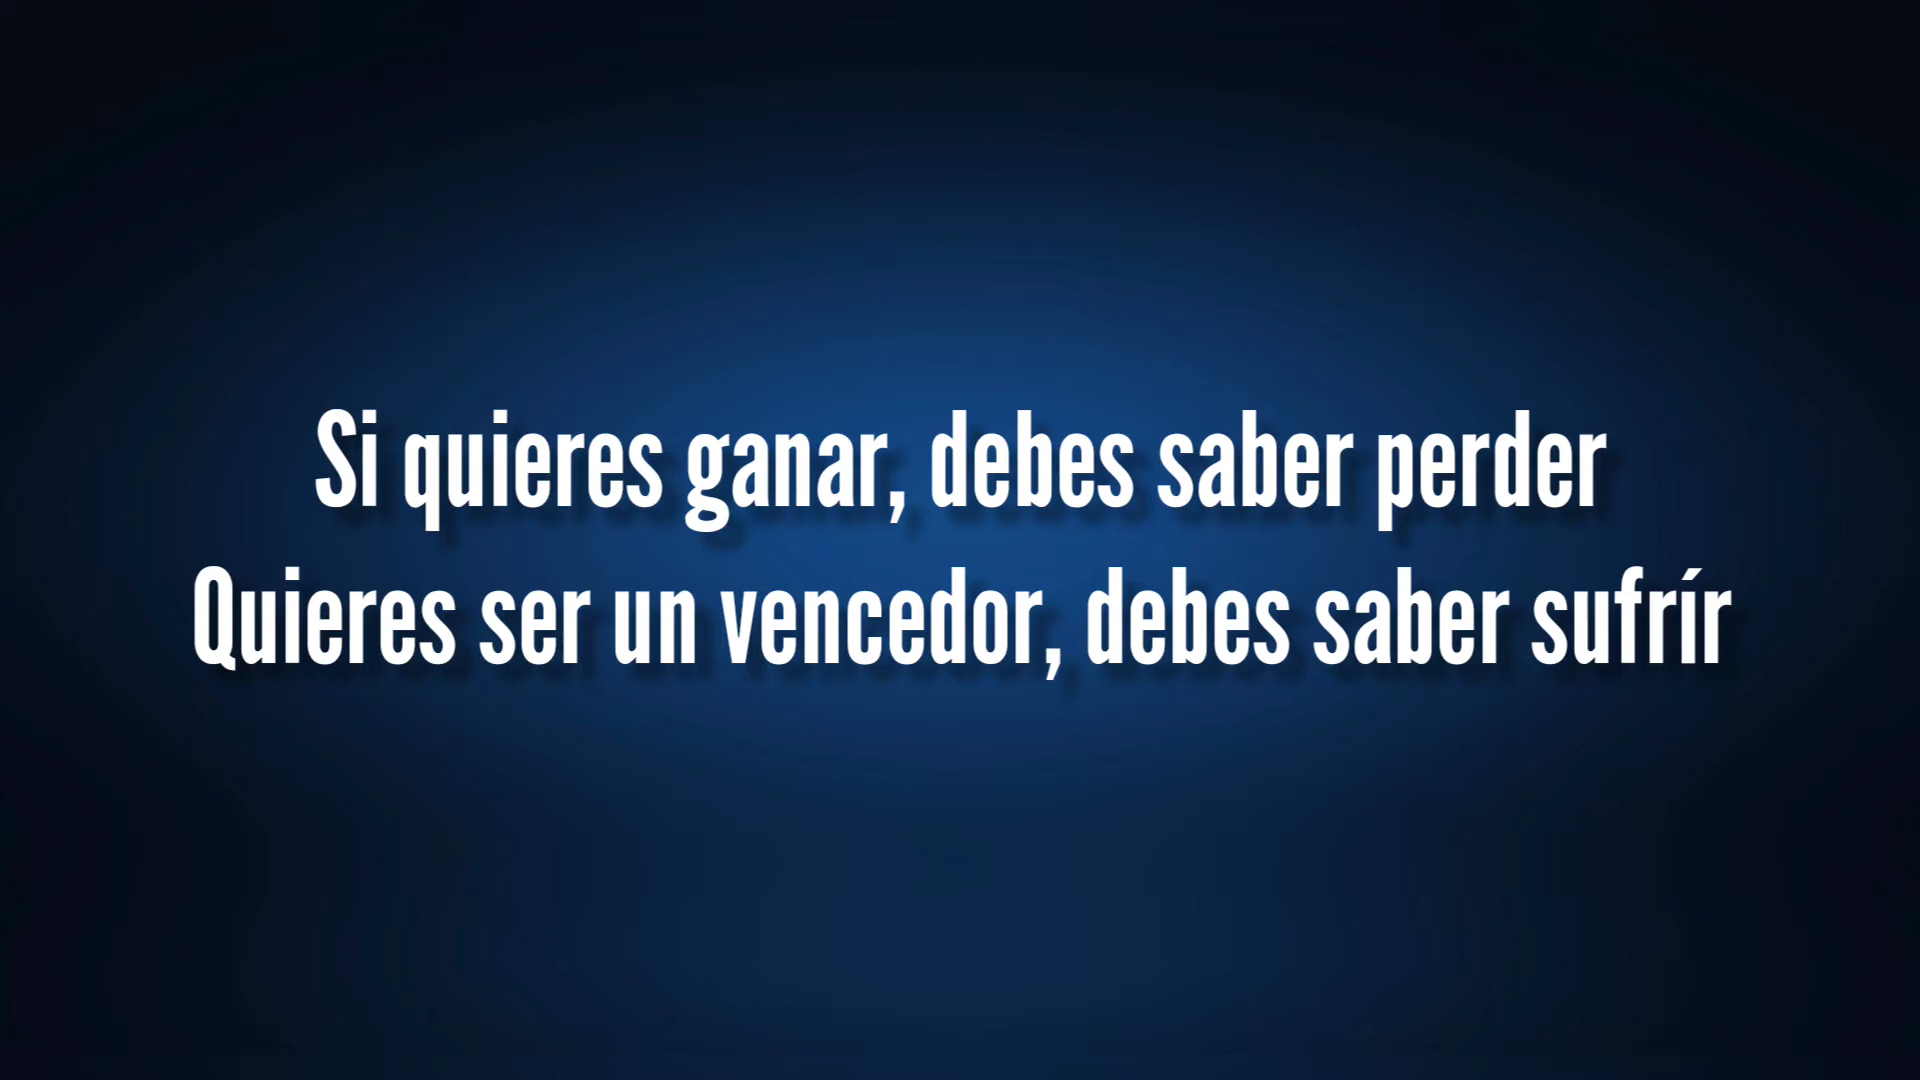 Si quieres ganar, debes saber perder
Quieres ser un vencedor, debes saber sufrír